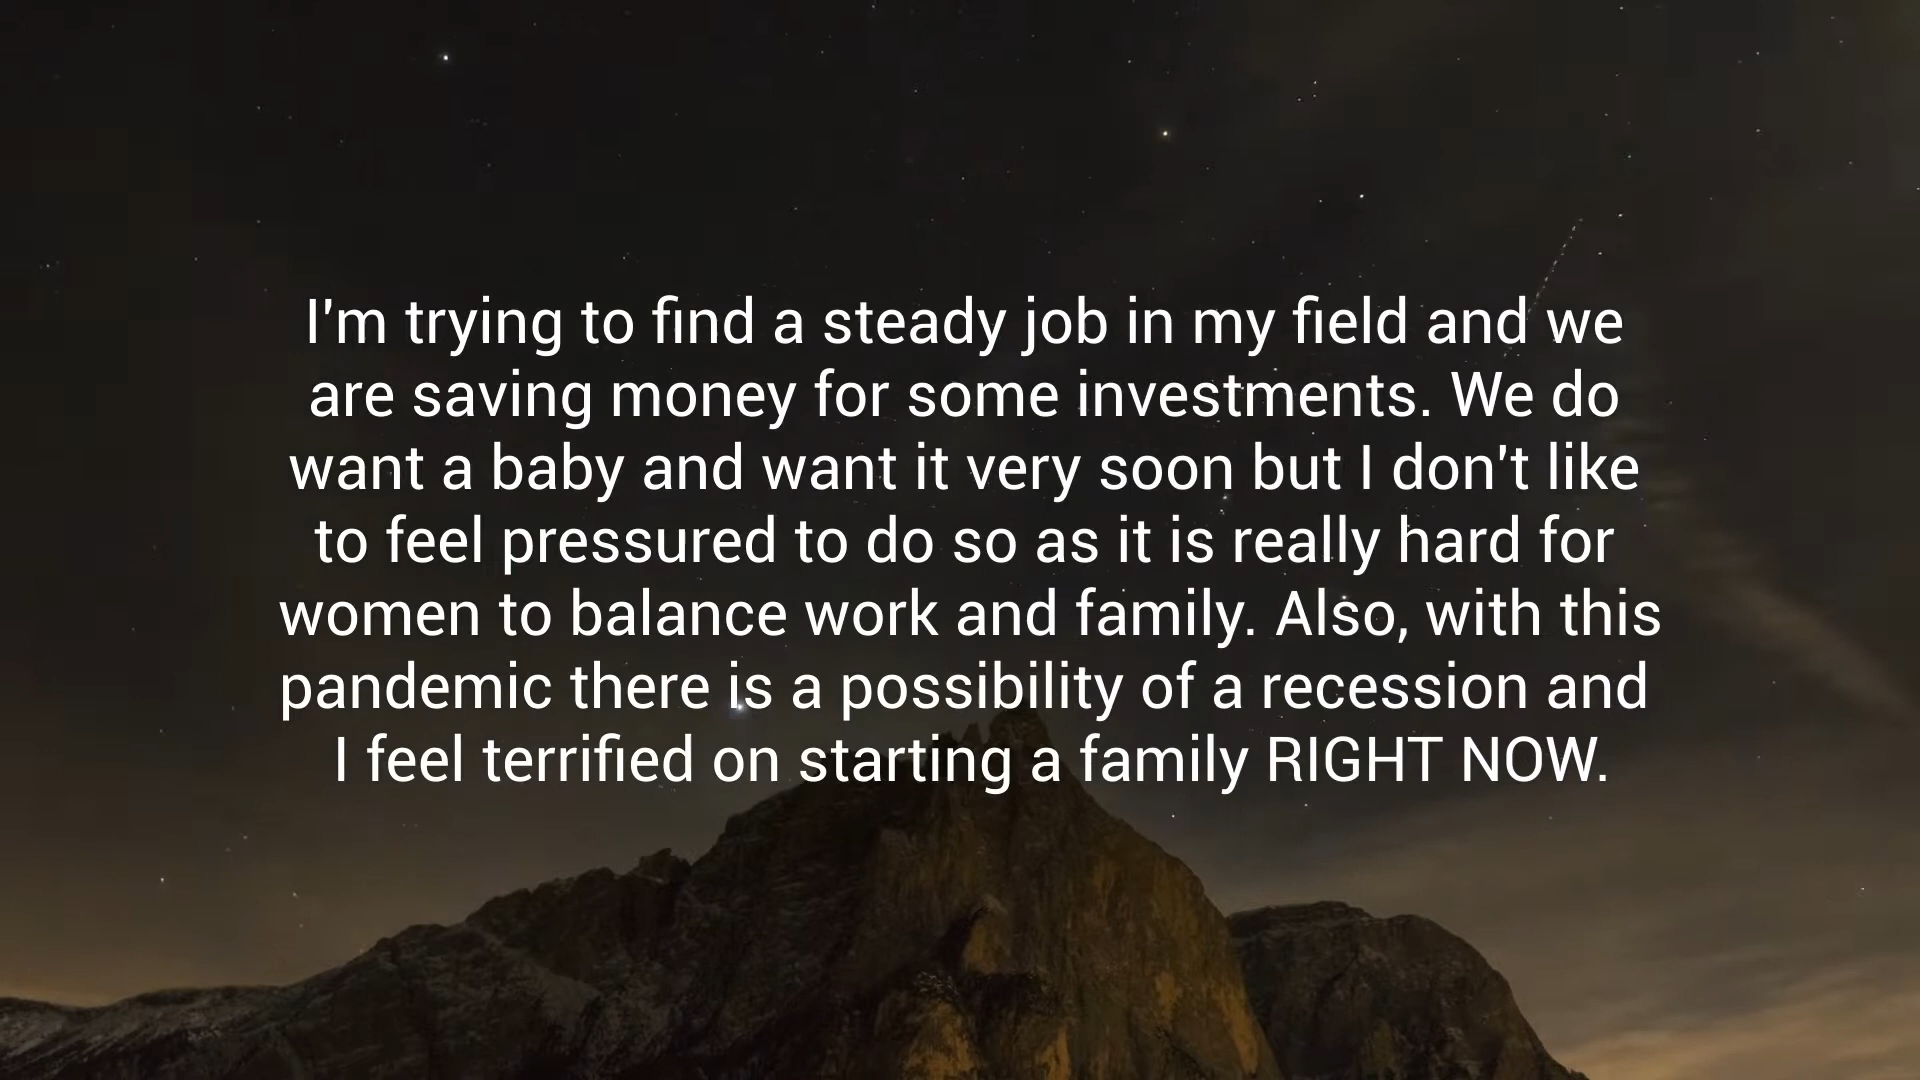 I'm trying to find a steady job in my field and we
are saving money for some investments. We do
want a baby and want it very soon but I don't like
to feel pressured to do so as it is really hard for
women to balance work and family. Also, with this
pandemic there is a possibility of a recession and
I feel terrified on starting a family RIGHT NOW.